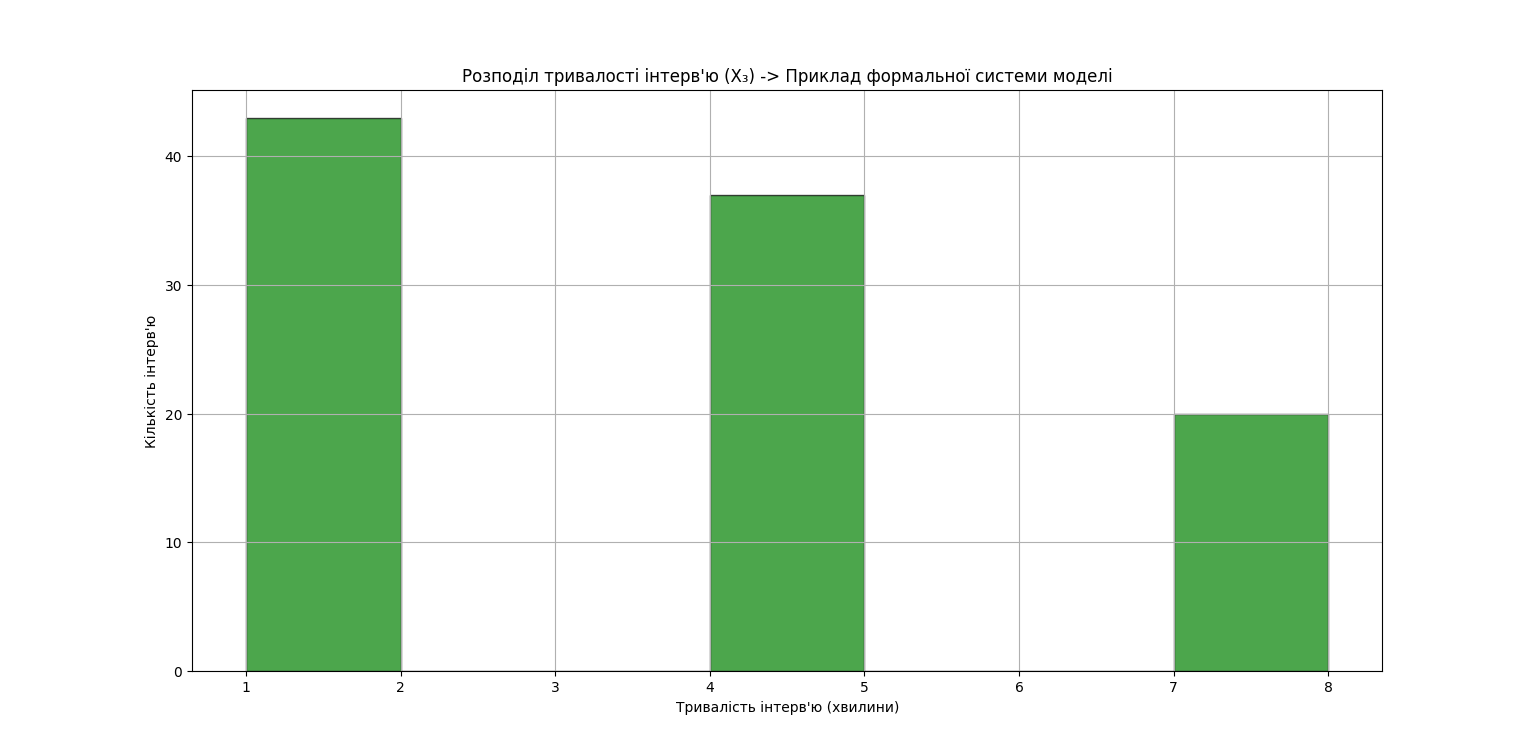 Розподіл тривалості інтерв'ю (X₃) -> Приклад формальної системи моделі
Кількість інтерв'ю
40
30
20
10
0
1 2 3 4 5 6 7 8
Тривалість інтерв'ю (хвилини)